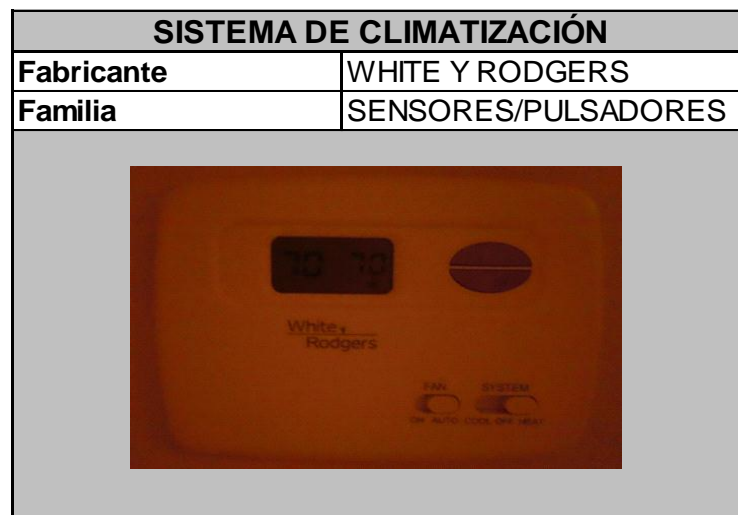 SISTEMA DE CLIMATIZACIÓN
Fabricante WHITE Y RODGERS
Familia SENSORES/PULSADORES
70 70
White
Rodgers
FAN SYSTEM
ON AUTO COOL OFF HEAT